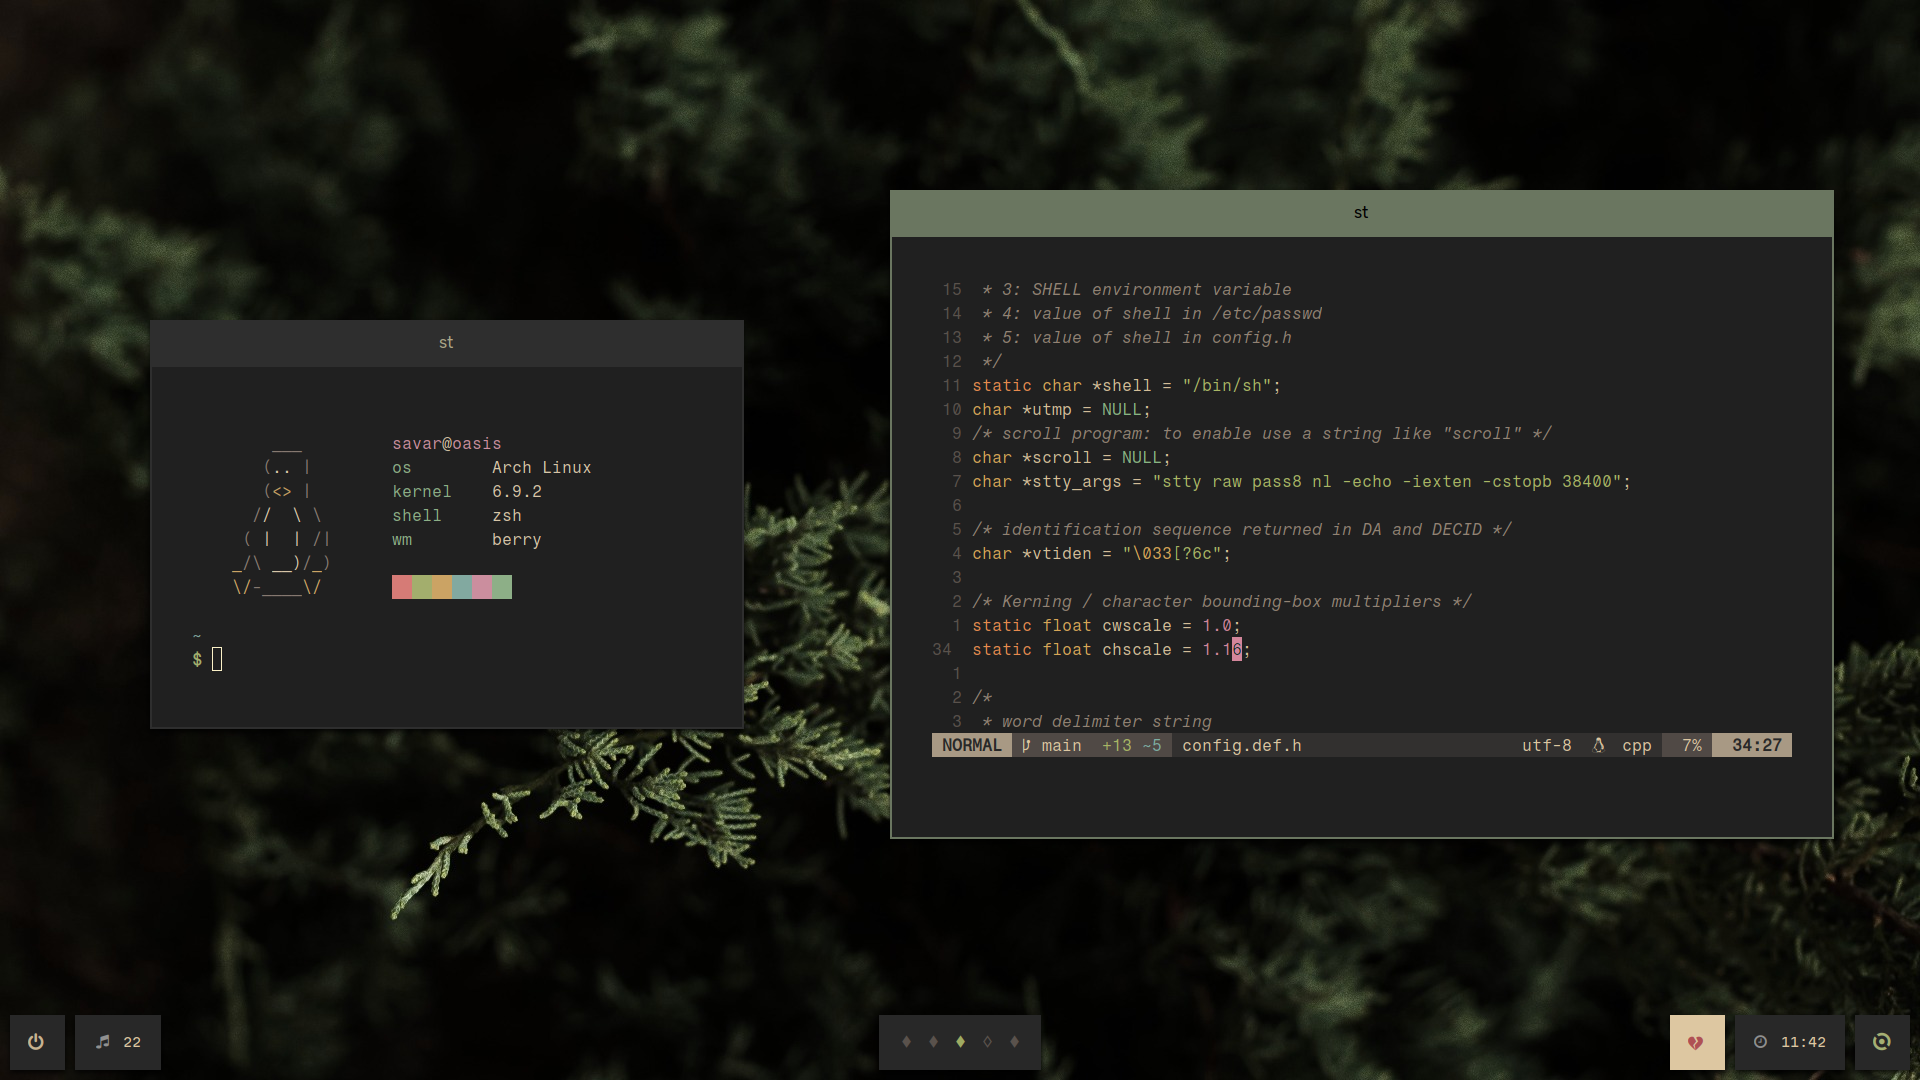 st
___
(.. |
(<> |
// \ \
( | | /|
_/\ __)/_)
\/-____\/
savar@oasis
os Arch Linux
kernel 6.9.2
shell zsh
wm berry
~
$
st
15 * 3: SHELL environment variable
14 * 4: value of shell in /etc/passwd
13 * 5: value of shell in config.h
12 */
11 static char *shell = "/bin/sh";
10 char *utmp = NULL;
9 /* scroll program: to enable use a string like "scroll" */
8 char *scroll = NULL;
7 char *stty_args = "stty raw pass8 nl -echo -iexten -cstopb 38400";
6
5 /* identification sequence returned in DA and DECID */
4 char *vtiden = "\033[?6c";
3
2 /* Kerning / character bounding-box multipliers */
1 static float cwscale = 1.0;
34 static float chscale = 1.16;
1
2 /*
3 * word delimiter string
NORMAL main +13 ~5 config.def.h utf-8 cpp 7% 34:27
22
11:42